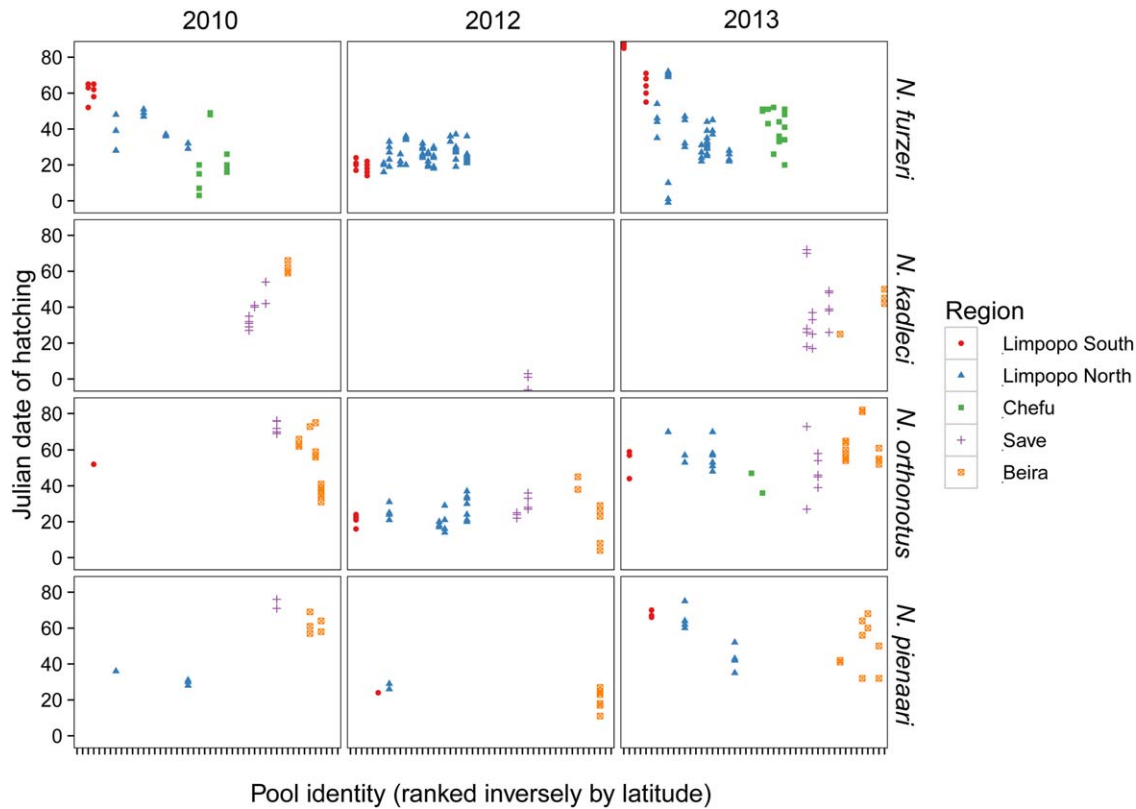 2010 2012 2013
80
60
40
20
0
N. furzeri
80
60
40
20
0
N. kadleci
80
60
40
20
0
N. orthonotus
80
60
40
20
0
N. pienaari
Julian date of hatching
Pool identity (ranked inversely by latitude)
Region
Limpopo South
Limpopo North
Chefu
Save
Beira